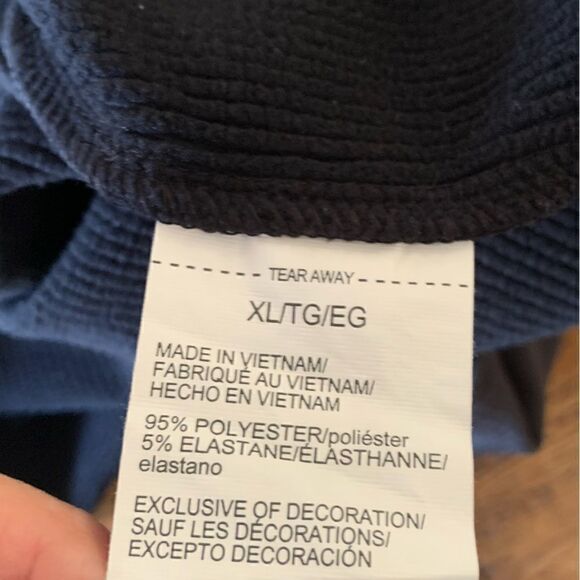 TEAR AWAY
XL/TG/EG
MADE IN VIETNAM/
FABRIQUÉ AU VIETNAM/
HECHO EN VIETNAM
95% POLYESTER/poliéster
5% ELASTANE/ÉLASTHANNE/
elastano
EXCLUSIVE OF DECORATION/
SAUF LES DÉCORATIONS/
EXCEPTO DECORACIÓN